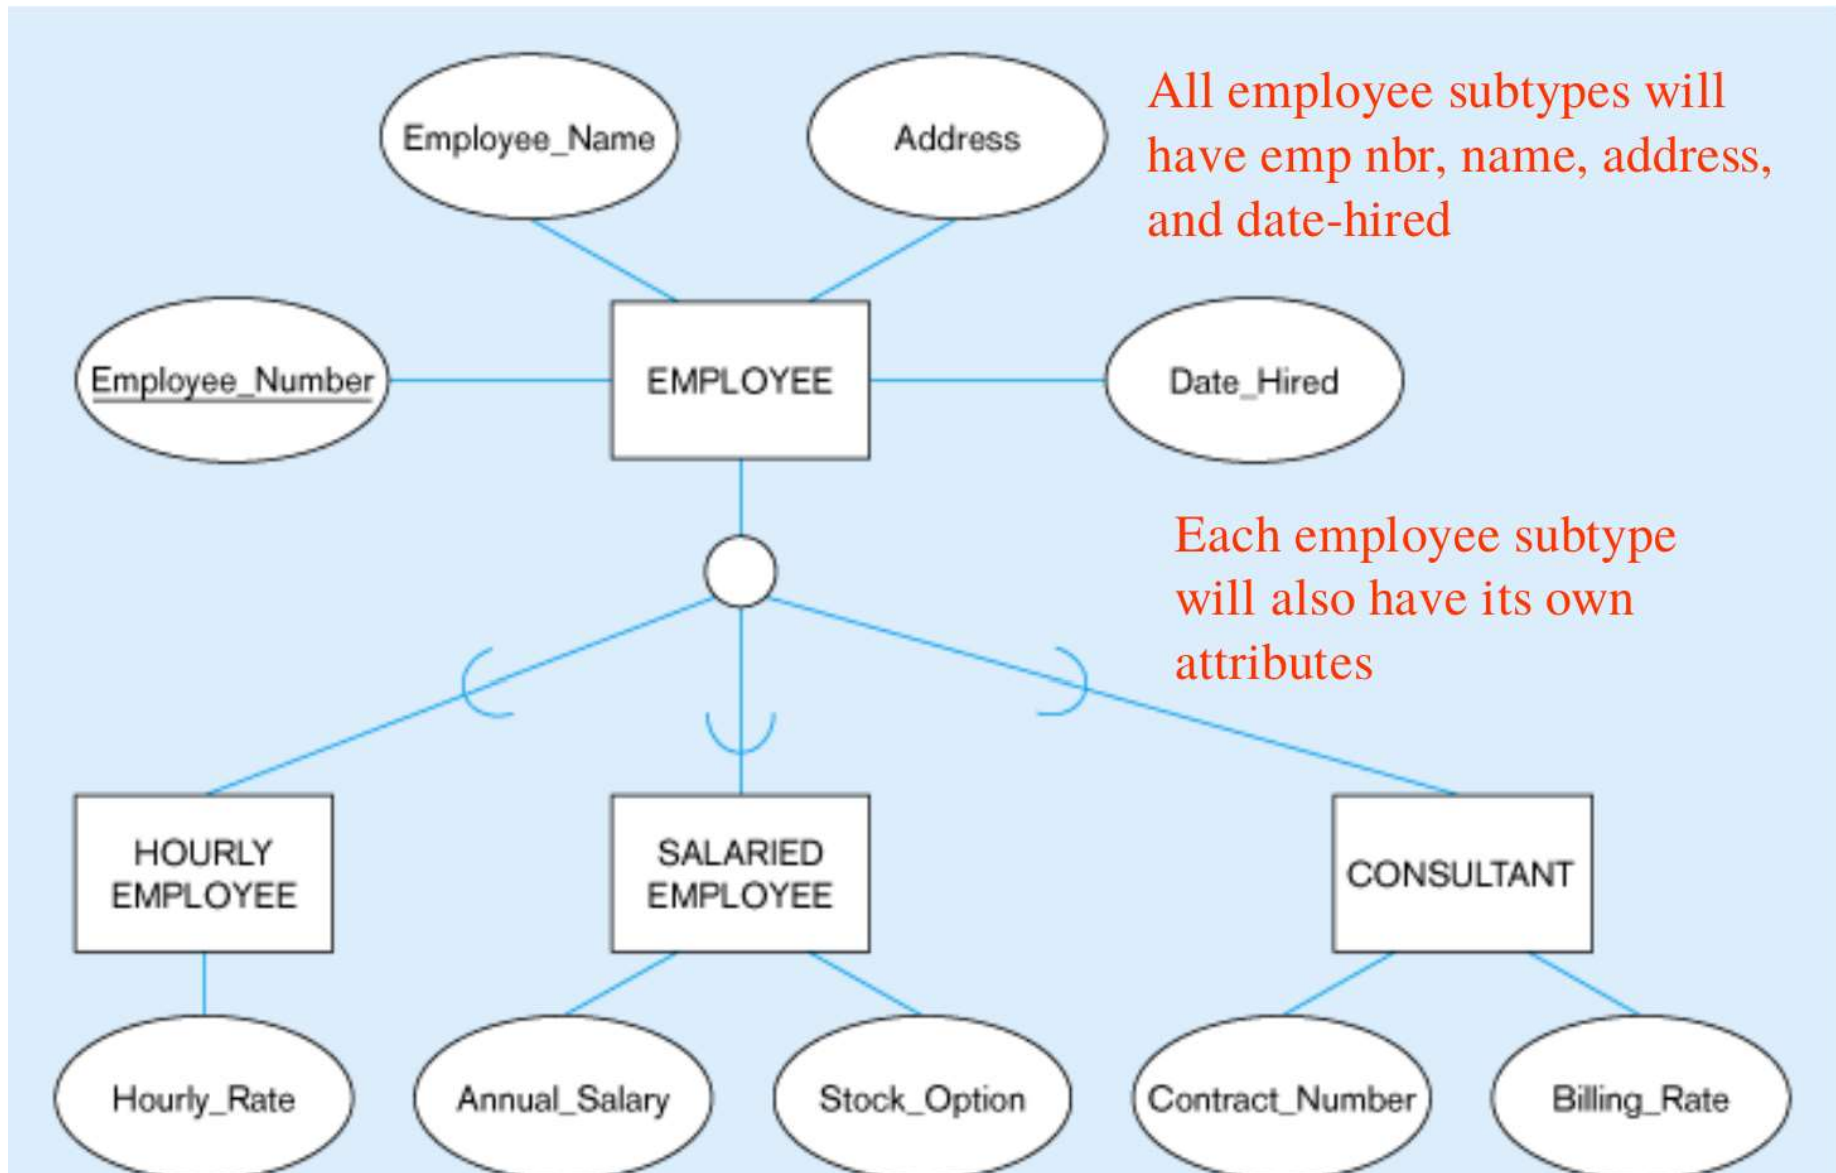 Employee_Name
Address
All employee subtypes will
have emp nbr, name, address,
and date-hired
Employee_Number
EMPLOYEE
Date_Hired
Each employee subtype
will also have its own
attributes
HOURLY
EMPLOYEE
SALARIED
EMPLOYEE
CONSULTANT
Hourly_Rate
Annual_Salary
Stock_Option
Contract_Number
Billing_Rate